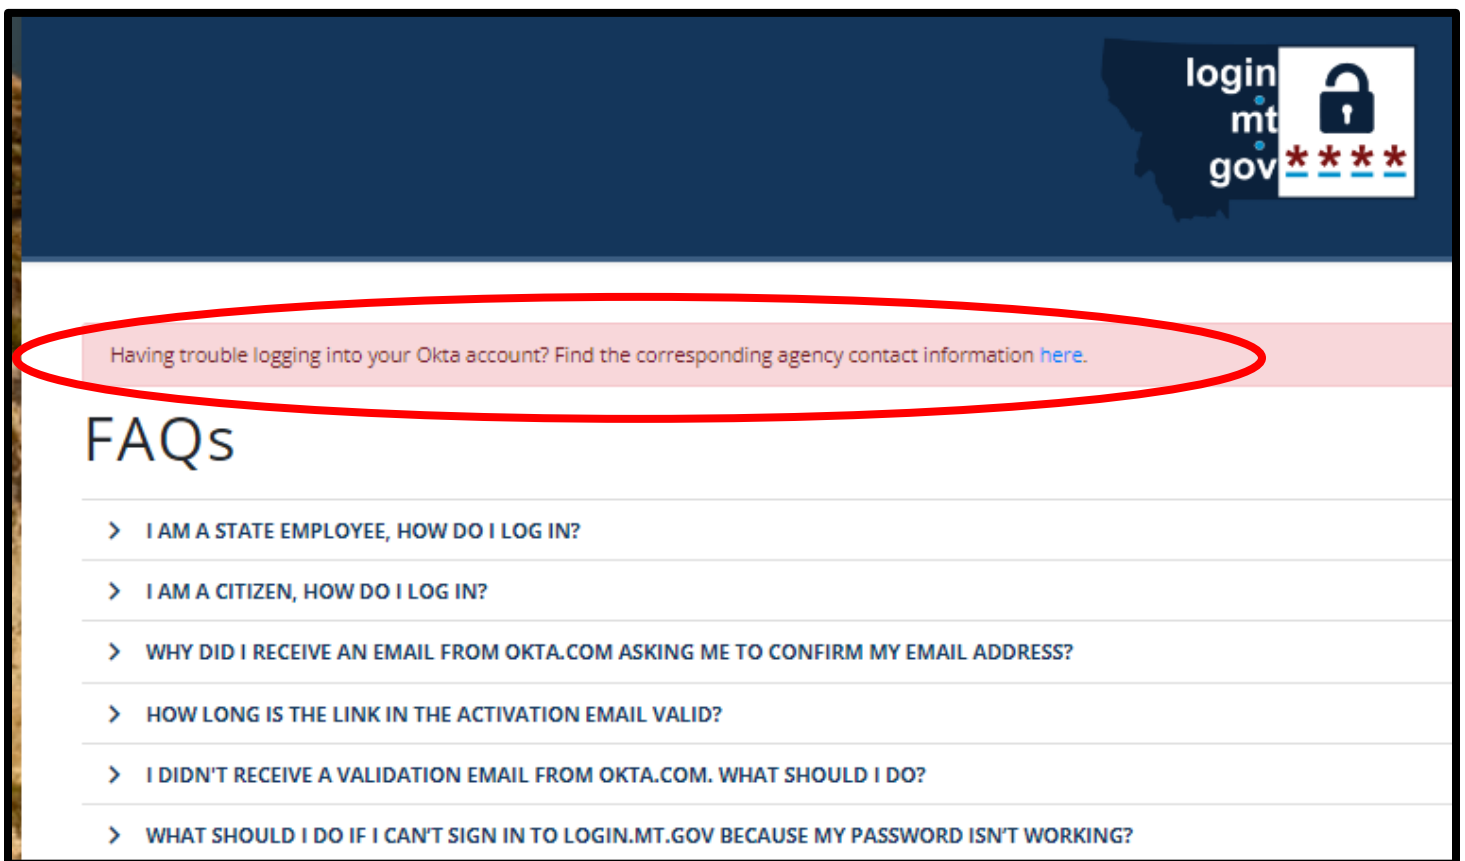 login
mt
gov
****
Having trouble logging into your Okta account? Find the corresponding agency contact information here.
FAQs
I AM A STATE EMPLOYEE, HOW DO I LOG IN?
I AM A CITIZEN, HOW DO I LOG IN?
WHY DID I RECEIVE AN EMAIL FROM OKTA.COM ASKING ME TO CONFIRM MY EMAIL ADDRESS?
HOW LONG IS THE LINK IN THE ACTIVATION EMAIL VALID?
I DIDN'T RECEIVE A VALIDATION EMAIL FROM OKTA.COM. WHAT SHOULD I DO?
WHAT SHOULD I DO IF I CAN'T SIGN IN TO LOGIN.MT.GOV BECAUSE MY PASSWORD ISN'T WORKING?